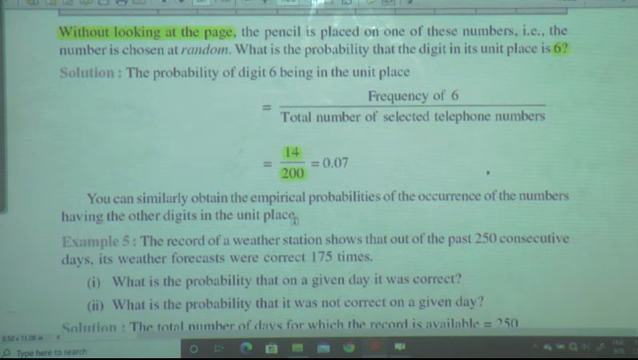 Without looking at the page, the pencil is placed on one of these numbers, i.e., the
number is chosen at random. What is the probability that the digit in its unit place is 6?
Solution : The probability of digit 6 being in the unit place
= Frequency of 6
Total number of selected telephone numbers
= 14
200 = 0.07
You can similarly obtain the empirical probabilities of the occurrence of the numbers
having the other digits in the unit place.
Example 5 : The record of a weather station shows that out of the past 250 consecutive
days, its weather forecasts were correct 175 times.
(i) What is the probability that on a given day it was correct?
(ii) What is the probability that it was not correct on a given day?
Solution : The total number of days for which the record is available = 250
Type here to search